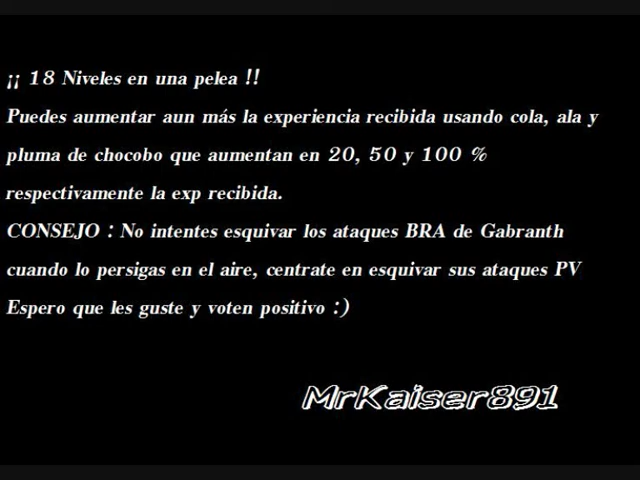 ¡¡ 18 Niveles en una pelea !!
Puedes aumentar aun más la experiencia recibida usando cola, ala y
pluma de chocobo que aumentan en 20, 50 y 100 %
respectivamente la exp recibida.
CONSEJO : No intentes esquivar los ataques BRA de Gabranth
cuando lo persigas en el aire, centrate en esquivar sus ataques PV
Espero que les guste y voten positivo :)
MrKaiser891